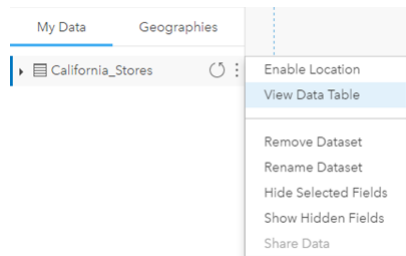 My Data Geographies
California_Stores
Enable Location
View Data Table
Remove Dataset
Rename Dataset
Hide Selected Fields
Show Hidden Fields
Share Data